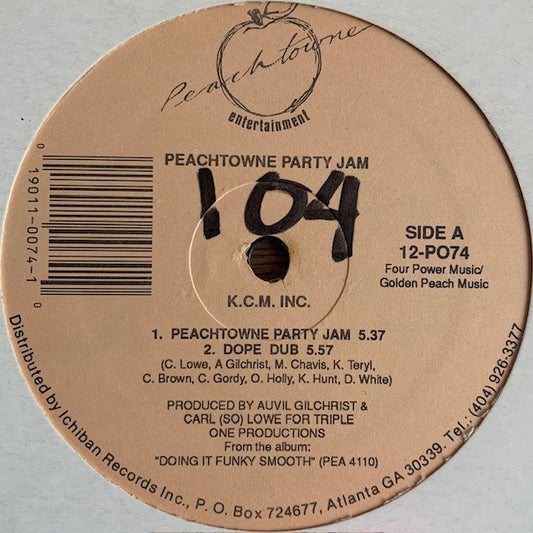 Peachtowne
entertainment
PEACHTOWNE PARTY JAM
104
0 19011-0074-1 0
SIDE A
12-PO74
Four Power Music/
Golden Peach Music
K.C.M. INC.
1. PEACHTOWNE PARTY JAM 5.37
2. DOPE DUB 5.57
(C. Lowe, A Gilchrist, M. Chavis, K. Teryl,
C. Brown, C. Gordy, O. Holly, K. Hunt, D. White)
PRODUCED BY AUVIL GILCHRIST &
CARL (SO) LOWE FOR TRIPLE
ONE PRODUCTIONS
From the album:
"DOING IT FUNKY SMOOTH" (PEA 4110)
Distributed by Ichiban Records Inc., P. O. Box 724677, Atlanta GA 30339. Tel.: (404) 926-3377